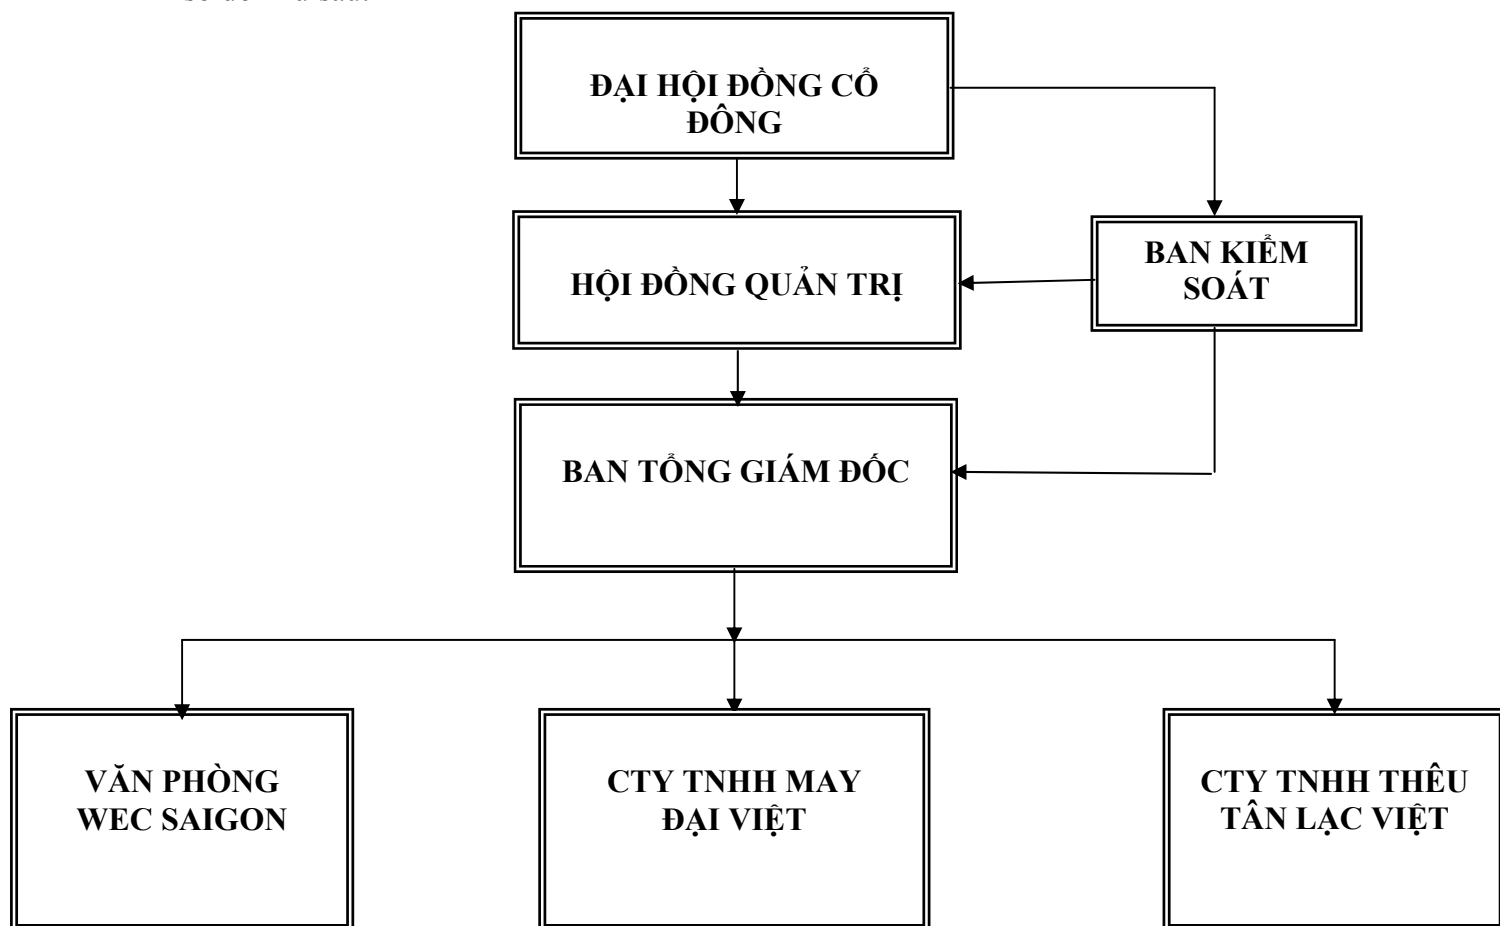 ĐẠI HỘI ĐỒNG CỔ
ĐÔNG
HỘI ĐỒNG QUẢN TRỊ
BAN KIỂM
SOÁT
BAN TỔNG GIÁM ĐỐC
VĂN PHÒNG
WEC SAIGON
CTY TNHH MAY
ĐẠI VIỆT
CTY TNHH THÊU
TÂN LẠC VIỆT